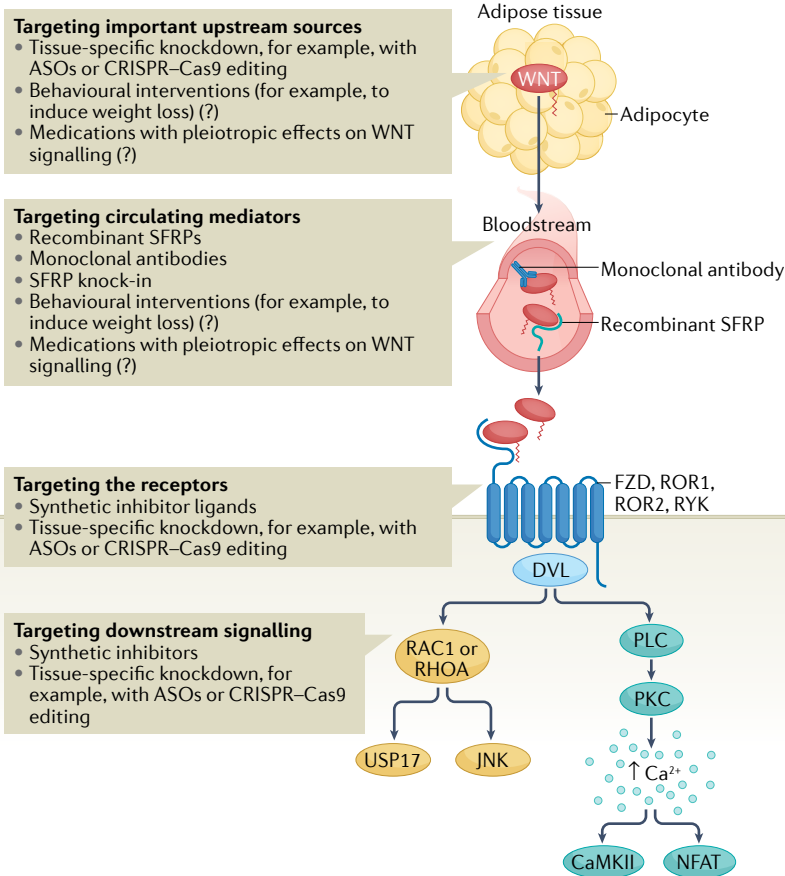 Targeting important upstream sources
• Tissue-specific knockdown, for example, with
ASOs or CRISPR–Cas9 editing
• Behavioural interventions (for example, to
induce weight loss) (?)
• Medications with pleiotropic effects on WNT
signalling (?)
Adipose tissue
WNT
Adipocyte
Targeting circulating mediators
• Recombinant SFRPs
• Monoclonal antibodies
• SFRP knock-in
• Behavioural interventions (for example, to
induce weight loss) (?)
• Medications with pleiotropic effects on WNT
signalling (?)
Bloodstream
Monoclonal antibody
Recombinant SFRP
Targeting the receptors
• Synthetic inhibitor ligands
• Tissue-specific knockdown, for example, with
ASOs or CRISPR–Cas9 editing
FZD, ROR1,
ROR2, RYK
DVL
Targeting downstream signalling
• Synthetic inhibitors
• Tissue-specific knockdown, for
example, with ASOs or CRISPR–Cas9
editing
RAC1 or
RHOA
PLC
PKC
USP17
JNK
↑ Ca²⁺
CaMKII
NFAT